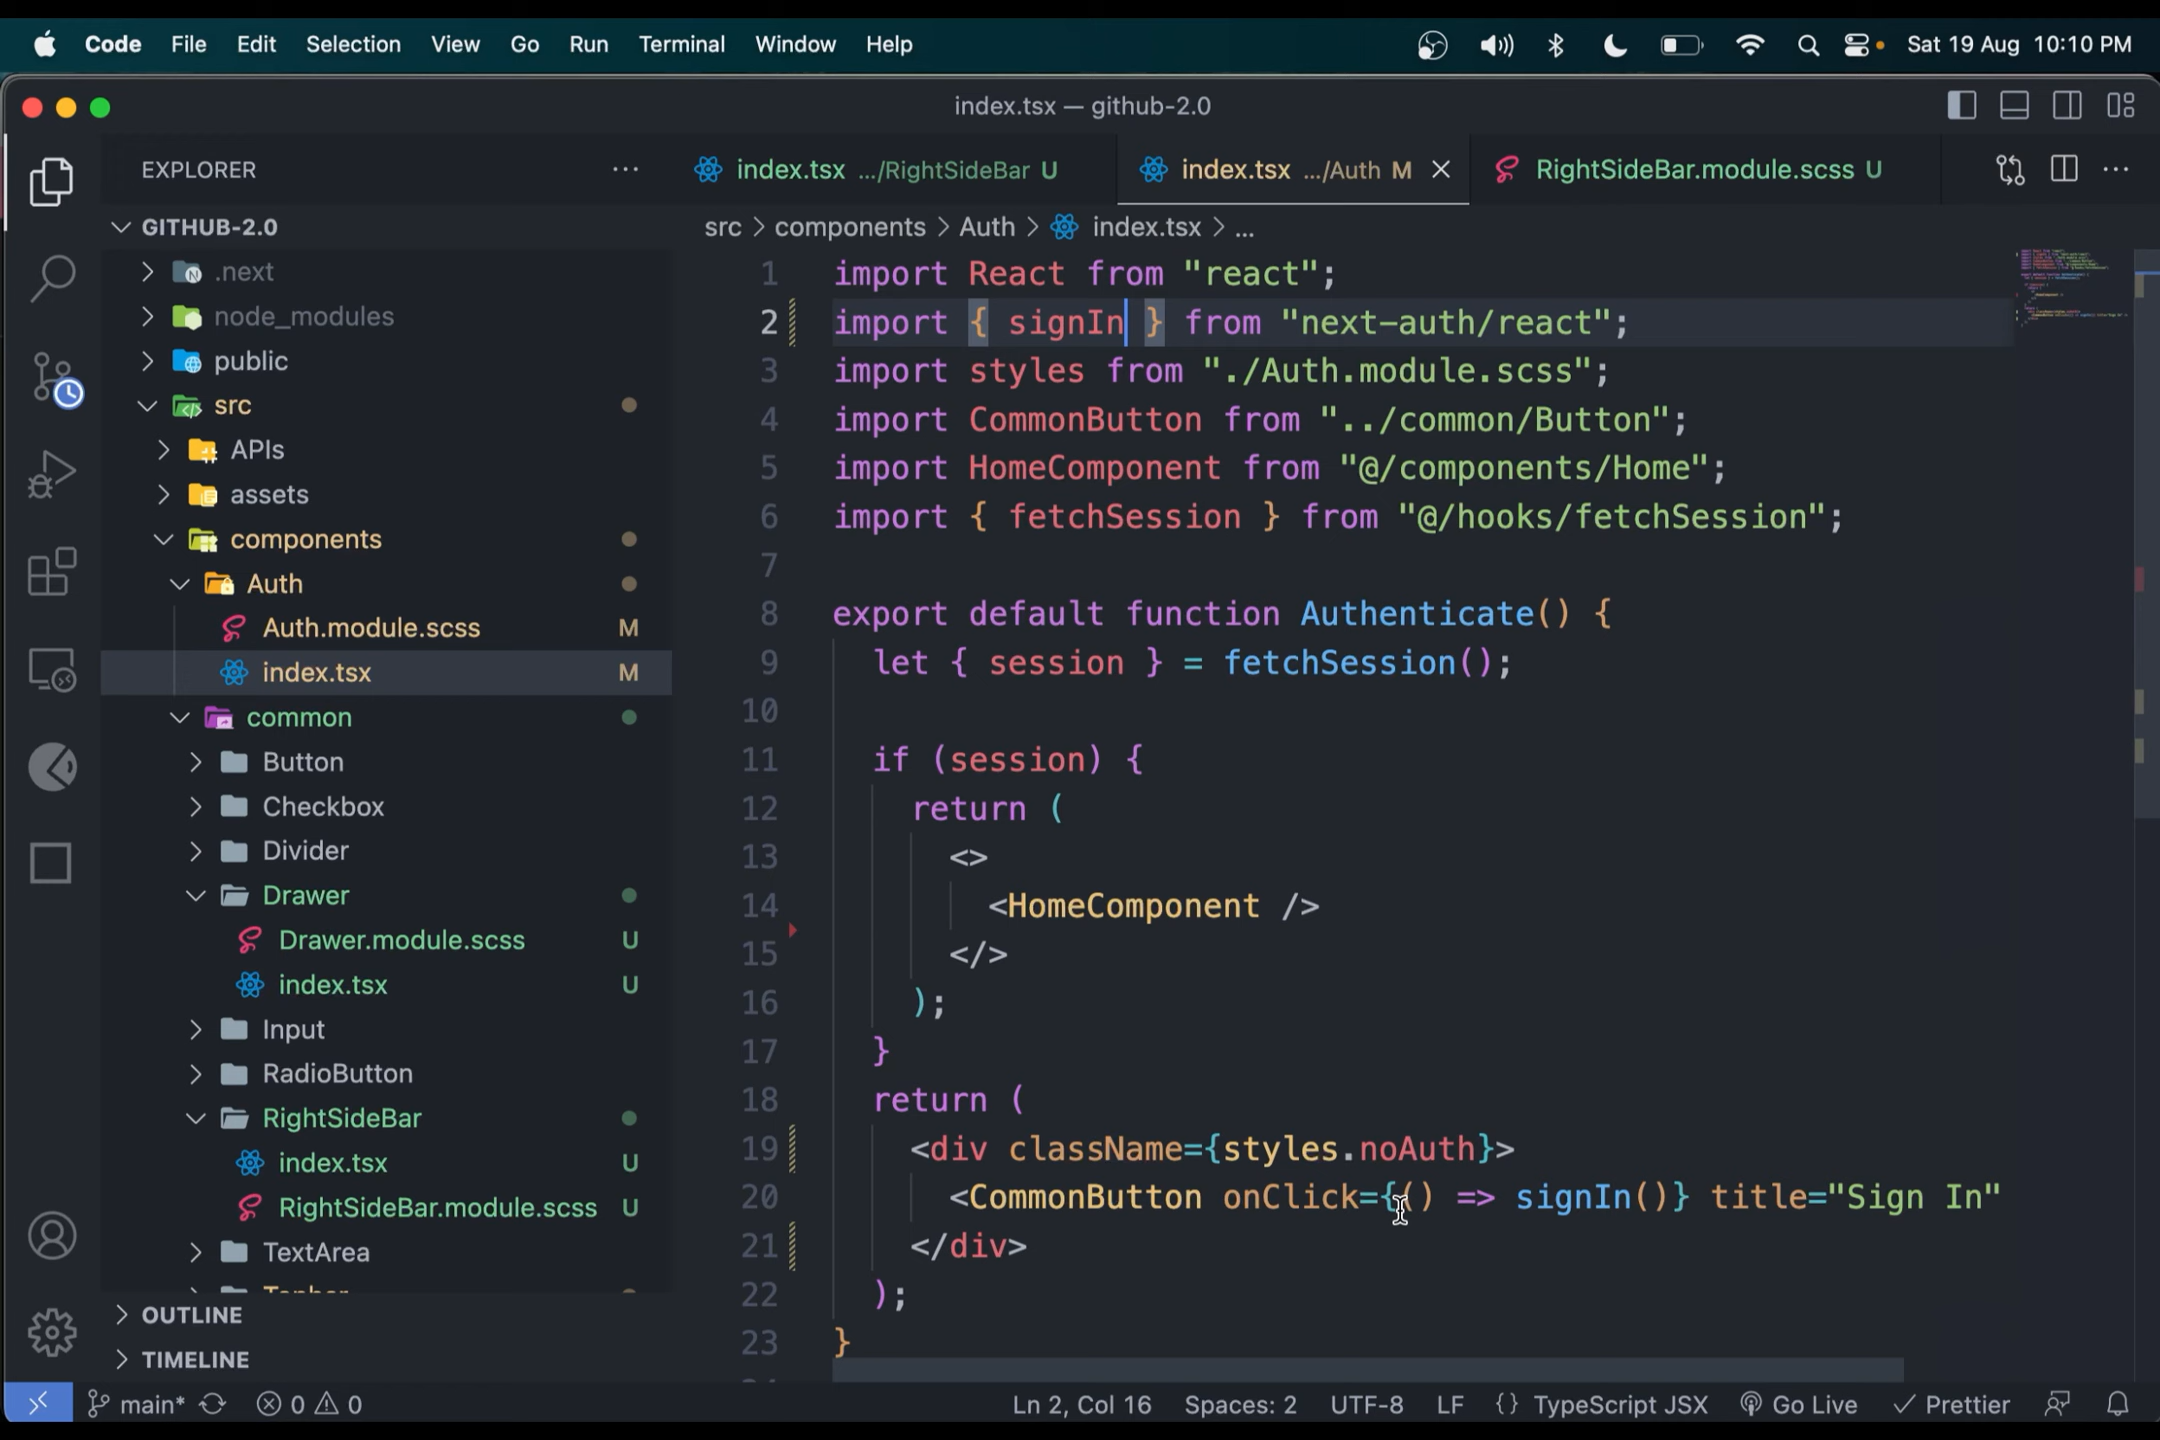 Code File Edit Selection View Go Run Terminal Window Help Sat 19 Aug 10:10 PM
index.tsx — github-2.0
EXPLORER
index.tsx .../RightSideBar U index.tsx .../Auth M RightSideBar.module.scss U
GITHUB-2.0
src > components > Auth > index.tsx > ...
.next
node_modules
public
src
APIs
assets
components
Auth
Auth.module.scss M
index.tsx M
common
Button
Checkbox
Divider
Drawer
Drawer.module.scss U
index.tsx U
Input
RadioButton
RightSideBar
index.tsx U
RightSideBar.module.scss U
TextArea
OUTLINE
TIMELINE
1 import React from "react";
2 import { signIn } from "next-auth/react";
3 import styles from "./Auth.module.scss";
4 import CommonButton from "../common/Button";
5 import HomeComponent from "@/components/Home";
6 import { fetchSession } from "@/hooks/fetchSession";
7
8 export default function Authenticate() {
9 let { session } = fetchSession();
10
11 if (session) {
12 return (
13 <>
14 <HomeComponent />
15 </>
16 );
17 }
18 return (
19 <div className={styles.noAuth}>
20 <CommonButton onClick={() => signIn()} title="Sign In"
21 </div>
22 );
23 }
main* 0 0 Ln 2, Col 16 Spaces: 2 UTF-8 LF {} TypeScript JSX Go Live Prettier